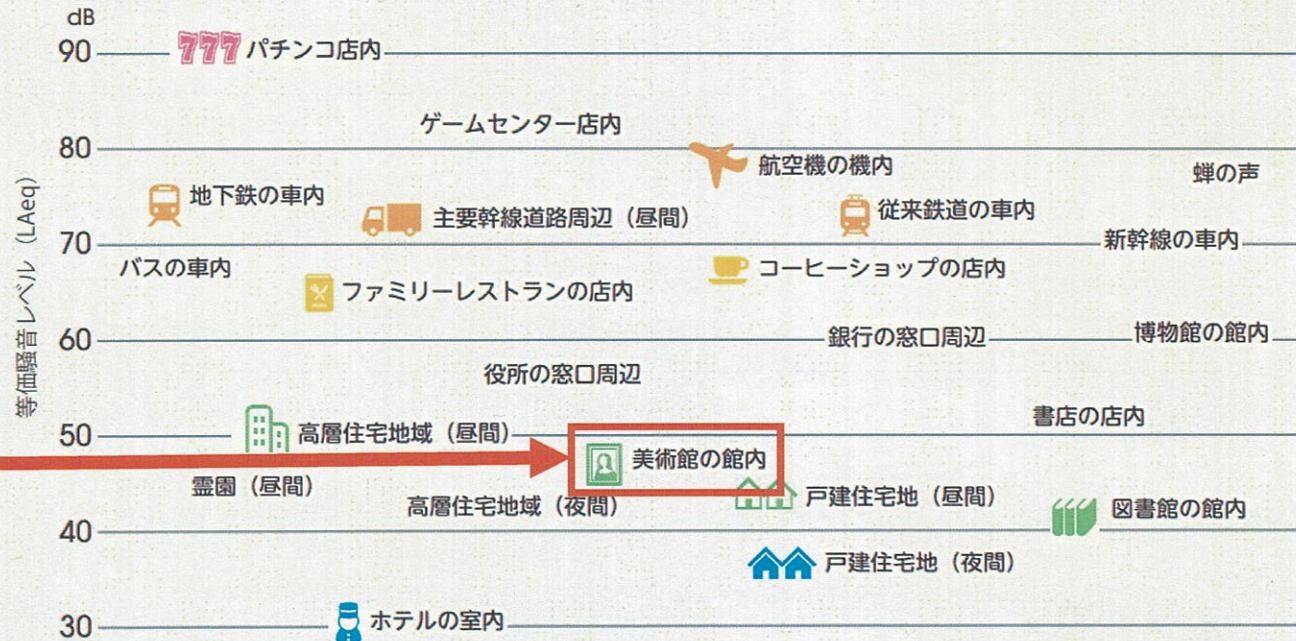 dB
90
777 パチンコ店内
ゲームセンター店内
80
航空機の機内
蝉の声
地下鉄の車内
主要幹線道路周辺（昼間）
従来鉄道の車内
70
新幹線の車内
バスの車内
コーヒーショップの店内
ファミリーレストランの店内
60
銀行の窓口周辺
博物館の館内
役所の窓口周辺
書店の店内
50
高層住宅地域（昼間）
美術館の館内
霊園（昼間）
高層住宅地域（夜間）
戸建住宅地（昼間）
図書館の館内
40
戸建住宅地（夜間）
30
ホテルの室内
等価騒音レベル（LAeq）